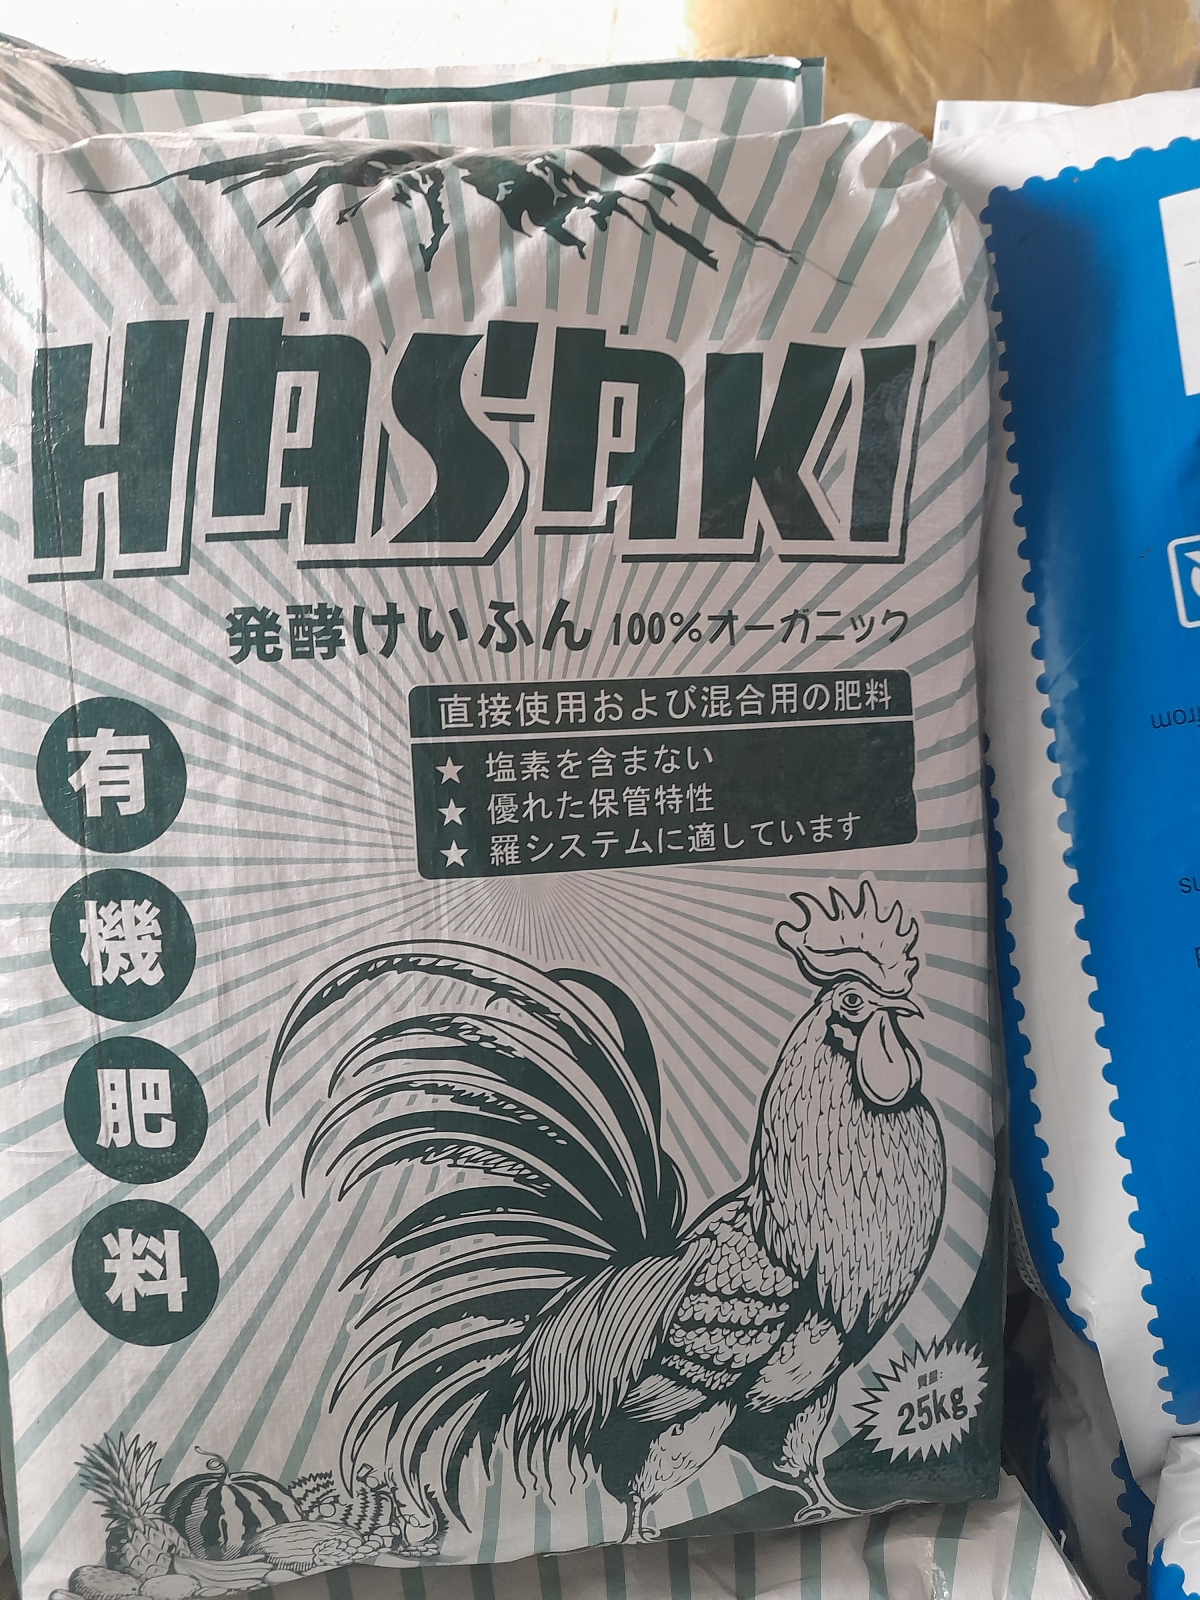 HASAKI
発酵けいふん 100%オーガニック
直接使用および混合用の肥料
★ 塩素を含まない
★ 優れた保管特性
★ 羅システムに適しています
有
機
肥
料
質量:
25kg
from